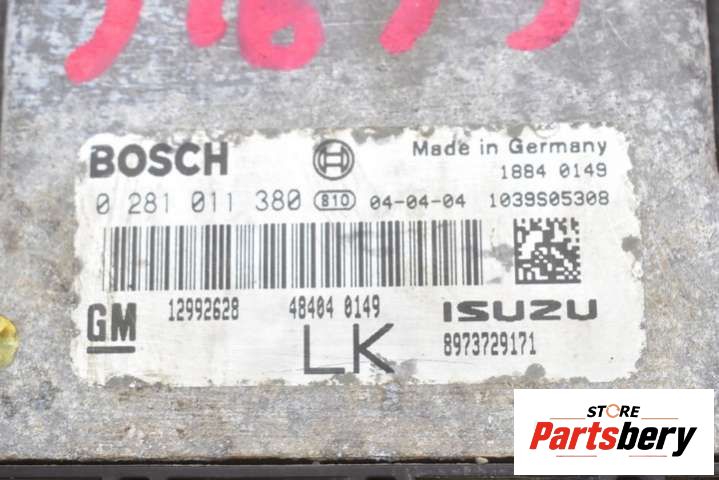 BOSCH Made in Germany
1884 0149
0 281 011 380 810 04-04-04 1039S05308
GM 12992628 48404 0149 ISUZU
LK 8973729171
STORE
Partsbery